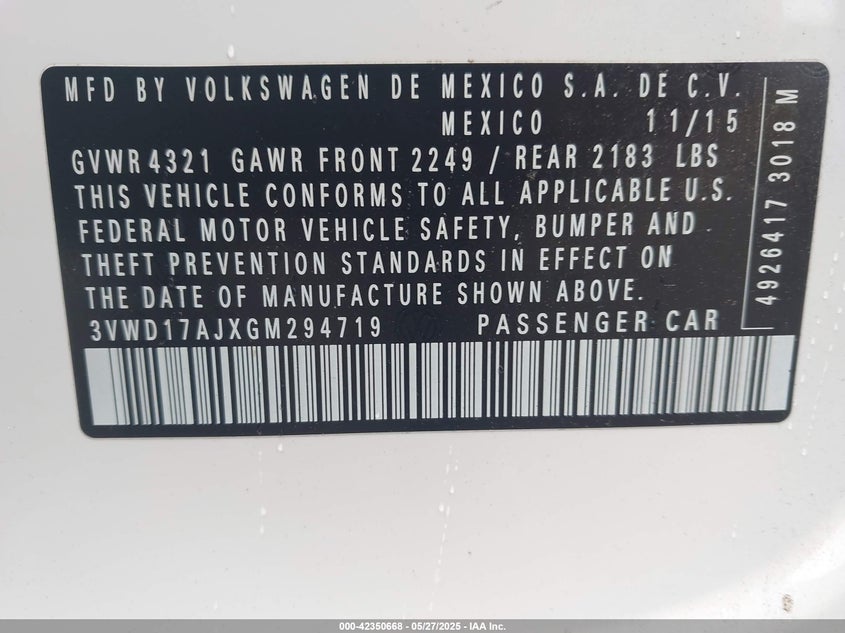 MFD BY VOLKSWAGEN DE MEXICO S.A. DE C.V.
MEXICO 11/15
GVWR 4321 GAWR FRONT 2249 / REAR 2183 LBS
THIS VEHICLE CONFORMS TO ALL APPLICABLE U.S.
FEDERAL MOTOR VEHICLE SAFETY, BUMPER AND
THEFT PREVENTION STANDARDS IN EFFECT ON
THE DATE OF MANUFACTURE SHOWN ABOVE.
3VWD17AJXGM294719 PASSENGER CAR
4926417 3018 M
000-42350668 - 05/27/2025 - IAA Inc.